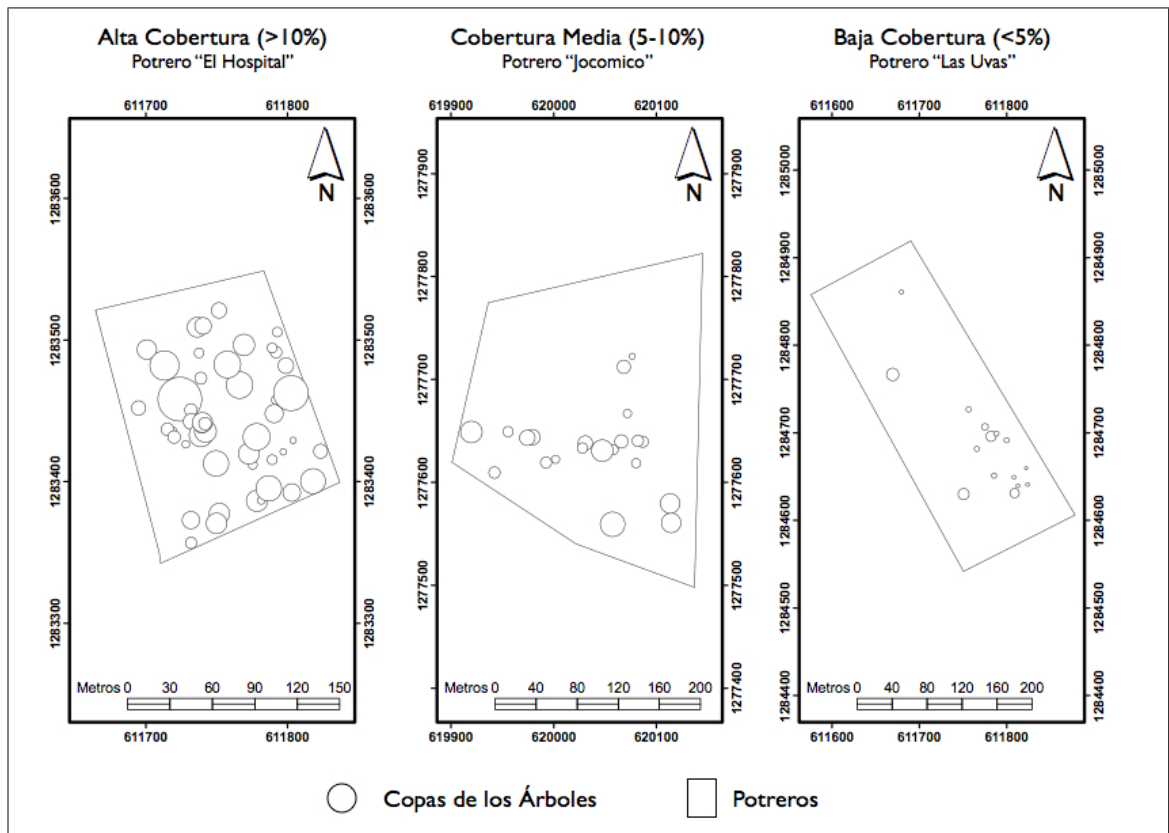 Alta Cobertura (>10%)
Potrero “El Hospital”
611700 611800
N
1283600 1283600
1283500 1283500
1283400 1283400
1283300 1283300
Metros 0 30 60 90 120 150
611700 611800
Cobertura Media (5-10%)
Potrero “Jocomico”
619900 620000 620100
N
1277900 1277900
1277800 1277800
1277700 1277700
1277600 1277600
1277500 1277500
1277400
Metros 0 40 80 120 160 200
619900 620000 620100
Baja Cobertura (<5%)
Potrero “Las Uvas”
611600 611700 611800
N
1285000 1285000
1284900 1284900
1284800 1284800
1284700 1284700
1284600 1284600
1284500 1284500
1284400 1284400
Metros 0 40 80 120 160 200
611600 611700 611800
Copas de los Árboles
Potreros